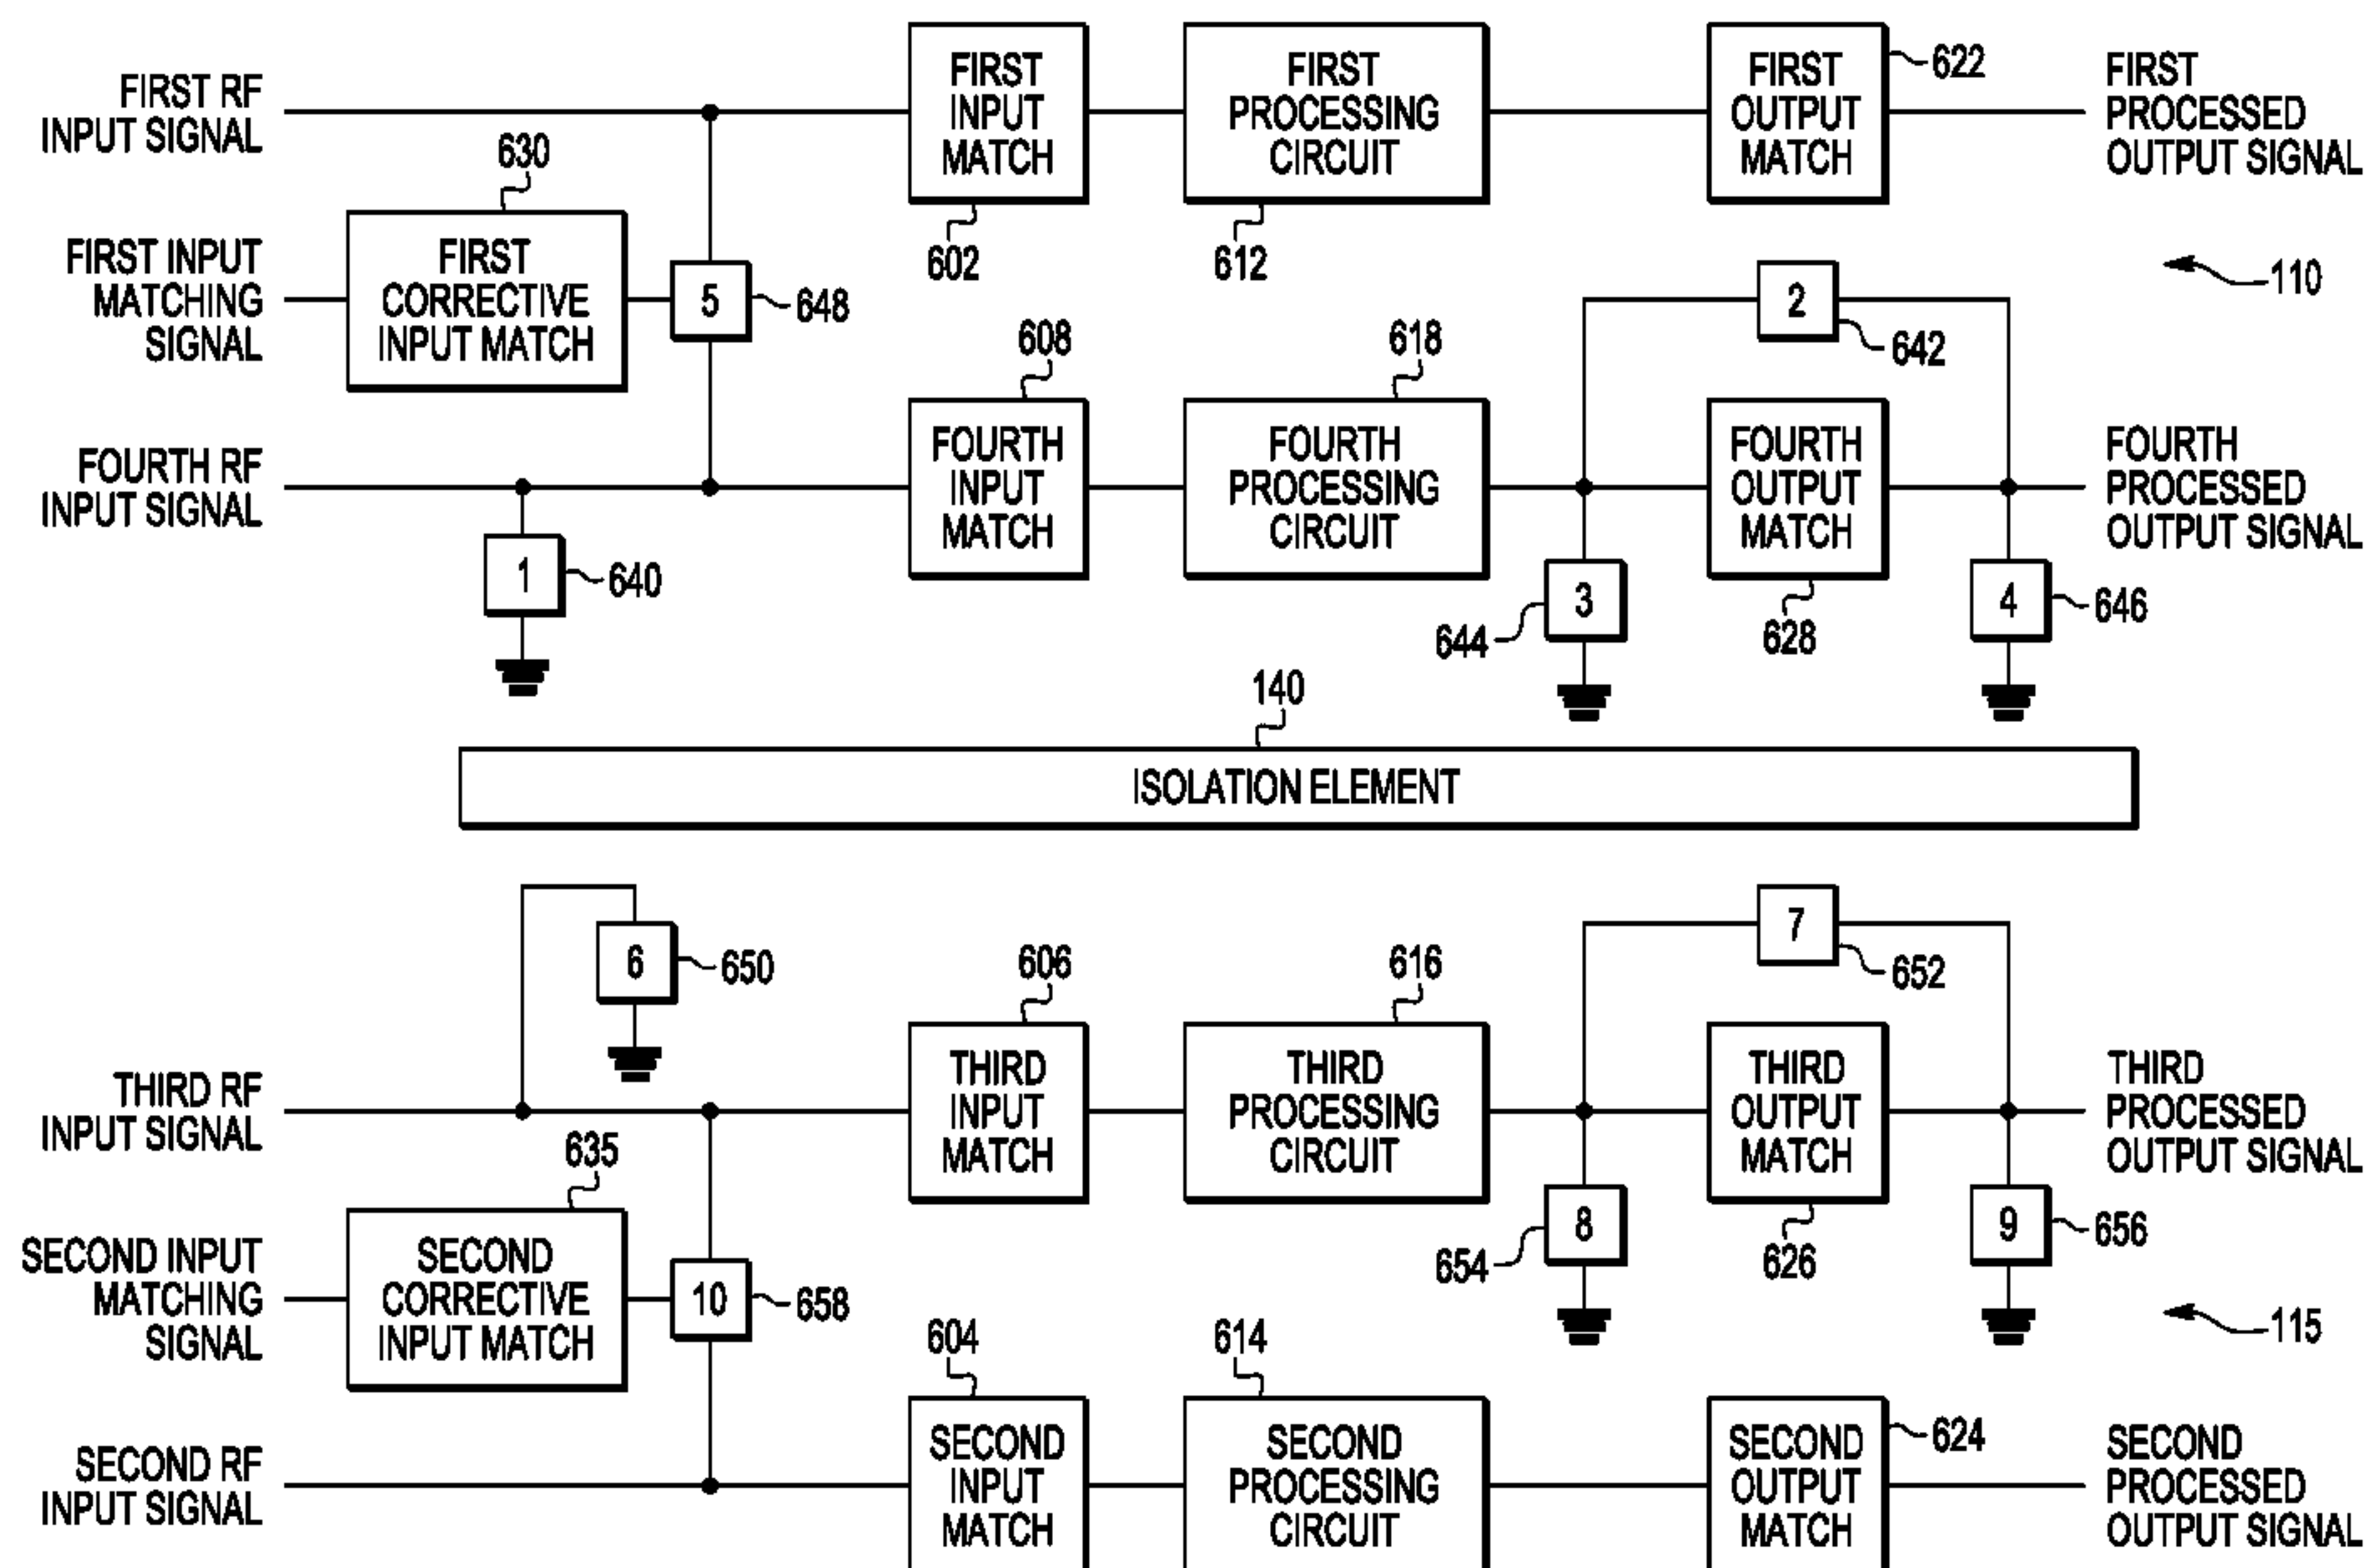 FIRST RF
INPUT SIGNAL
FIRST
INPUT
MATCH
602
FIRST
PROCESSING
CIRCUIT
612
FIRST
OUTPUT
MATCH
622
FIRST
PROCESSED
OUTPUT SIGNAL
110
FIRST INPUT
MATCHING
SIGNAL
630
FIRST
CORRECTIVE
INPUT MATCH
5
648
2
642
FOURTH RF
INPUT SIGNAL
1
640
608
FOURTH
INPUT
MATCH
618
FOURTH
PROCESSING
CIRCUIT
3
644
FOURTH
OUTPUT
MATCH
628
4
646
FOURTH
PROCESSED
OUTPUT SIGNAL
140
ISOLATION ELEMENT
6
650
7
652
THIRD RF
INPUT SIGNAL
606
THIRD
INPUT
MATCH
616
THIRD
PROCESSING
CIRCUIT
8
654
THIRD
OUTPUT
MATCH
626
9
656
THIRD
PROCESSED
OUTPUT SIGNAL
115
SECOND INPUT
MATCHING
SIGNAL
635
SECOND
CORRECTIVE
INPUT MATCH
10
658
SECOND RF
INPUT SIGNAL
604
SECOND
INPUT
MATCH
614
SECOND
PROCESSING
CIRCUIT
SECOND
OUTPUT
MATCH
624
SECOND
PROCESSED
OUTPUT SIGNAL